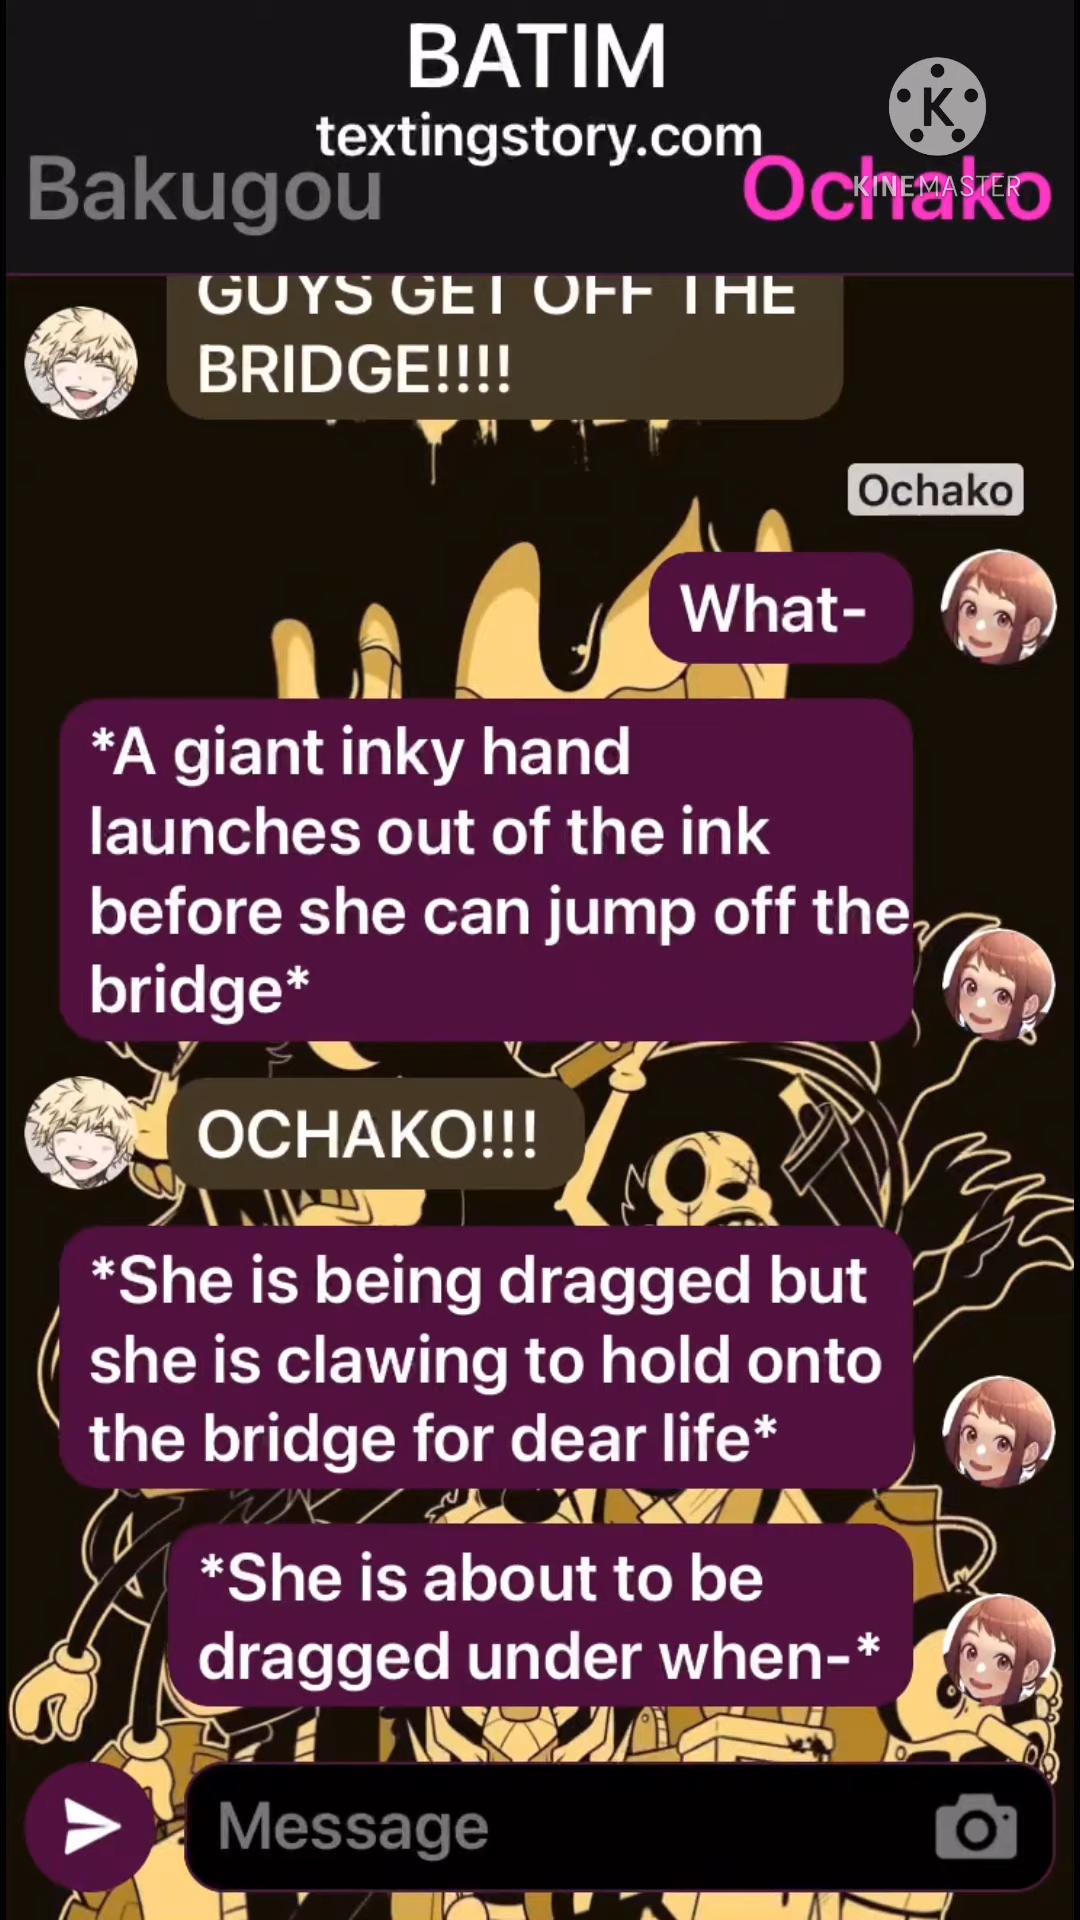 BATIM
textingstory.com
Bakugou
Ochako
K
KINEMASTER
GUYS GET OFF THE
BRIDGE!!!!
Ochako
What-
*A giant inky hand
launches out of the ink
before she can jump off the
bridge*
OCHAKO!!!
*She is being dragged but
she is clawing to hold onto
the bridge for dear life*
*She is about to be
dragged under when-*
Message